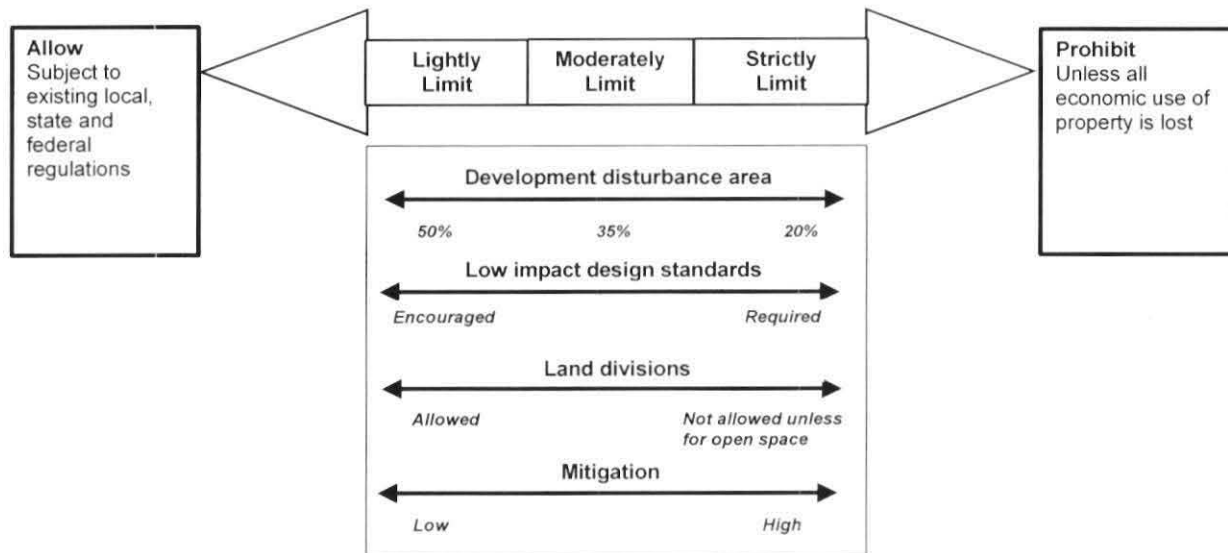 Allow
Subject to
existing local,
state and
federal
regulations
Lightly
Limit
Moderately
Limit
Strictly
Limit
Prohibit
Unless all
economic use of
property is lost
Development disturbance area
50% 35% 20%
Low impact design standards
Encouraged Required
Land divisions
Allowed Not allowed unless
for open space
Mitigation
Low High